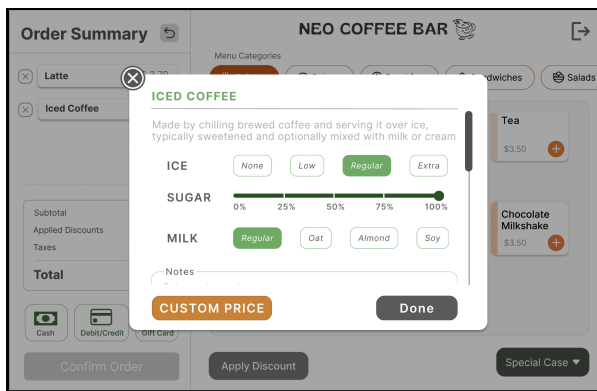 Order Summary
NEO COFFEE BAR
Menu Categories
Latte
Iced Coffee
Salads
ICED COFFEE
Made by chilling brewed coffee and serving it over ice,
typically sweetened and optionally mixed with milk or cream
ICE
None
Low
Regular
Extra
SUGAR
0%
25%
50%
75%
100%
MILK
Regular
Oat
Almond
Soy
Notes
CUSTOM PRICE
Done
Tea
$3.50
Chocolate
Milkshake
$3.50
Subtotal
Applied Discounts
Taxes
Total
Cash
Debit/Credit
Gift Card
Confirm Order
Apply Discount
Special Case